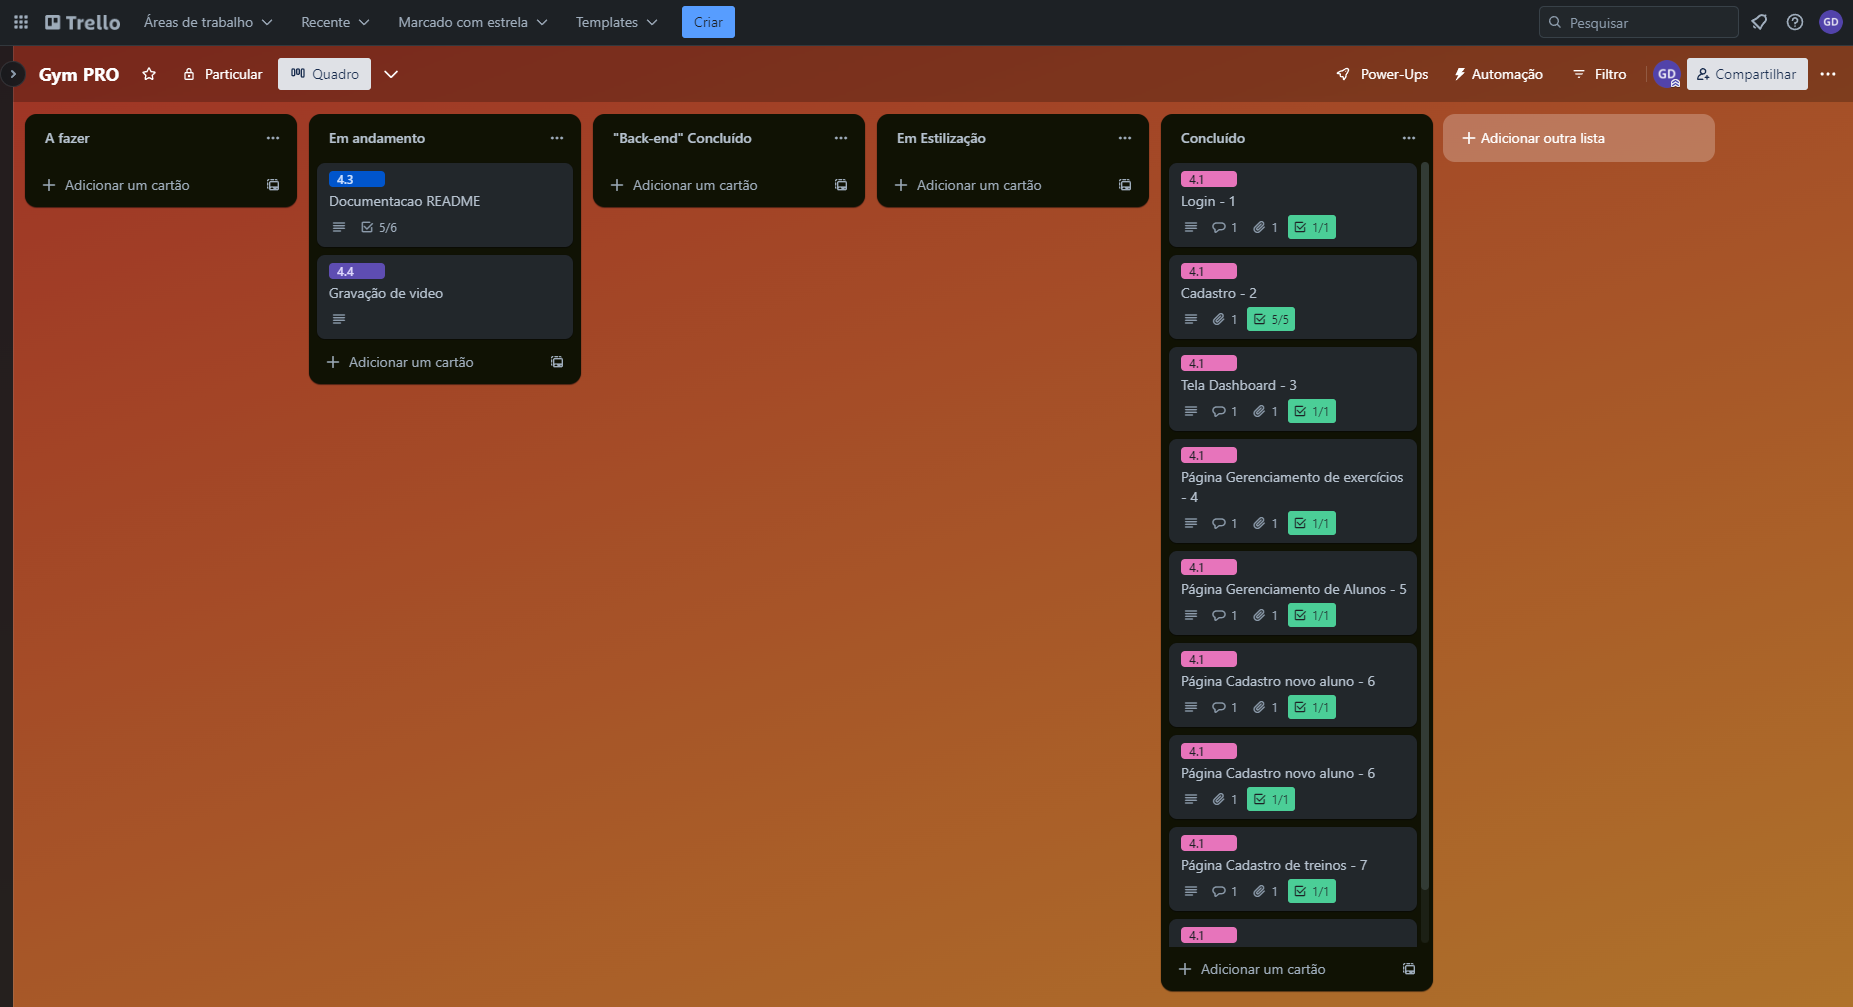 Trello
Áreas de trabalho
Recente
Marcado com estrela
Templates
Criar
Pesquisar
GD
Gym PRO
Particular
Quadro
Power-Ups
Automação
Filtro
GD
Compartilhar
A fazer
Adicionar um cartão
Em andamento
4.3
Documentacao README
5/6
4.4
Gravação de video
Adicionar um cartão
"Back-end" Concluído
Adicionar um cartão
Em Estilização
Adicionar um cartão
Concluído
4.1
Login - 1
1 1 1/1
4.1
Cadastro - 2
1 5/5
4.1
Tela Dashboard - 3
1 1 1/1
4.1
Página Gerenciamento de exercícios
- 4
1 1 1/1
4.1
Página Gerenciamento de Alunos - 5
1 1 1/1
4.1
Página Cadastro novo aluno - 6
1 1 1/1
4.1
Página Cadastro novo aluno - 6
1 1/1
4.1
Página Cadastro de treinos - 7
1 1 1/1
4.1
Adicionar um cartão
Adicionar outra lista